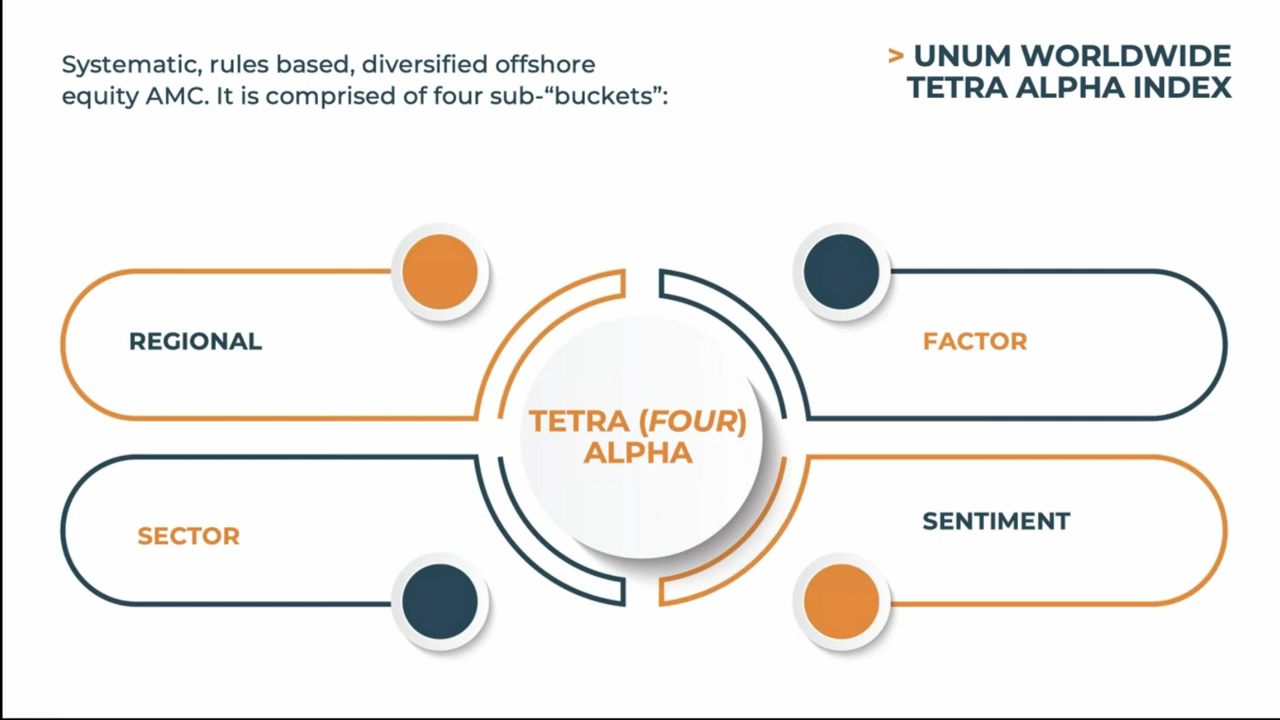 Systematic, rules based, diversified offshore
equity AMC. It is comprised of four sub-“buckets”:
> UNUM WORLDWIDE
TETRA ALPHA INDEX
REGIONAL
FACTOR
TETRA (FOUR)
ALPHA
SECTOR
SENTIMENT